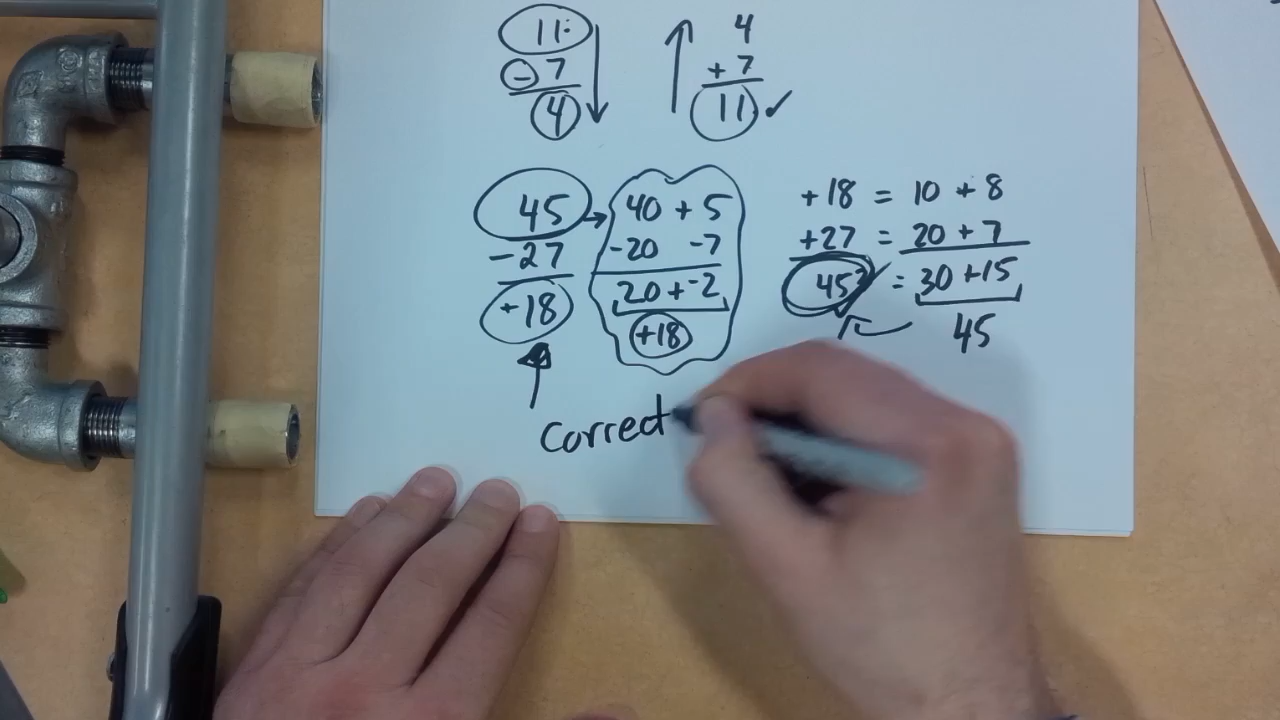 11
- 7
4
4
+ 7
11 ✓
45
-27
+18
40 + 5
-20 -7
20 + -2
+18
+18 = 10 + 8
+27 = 20 + 7
45 = 30 + 15
45
correct